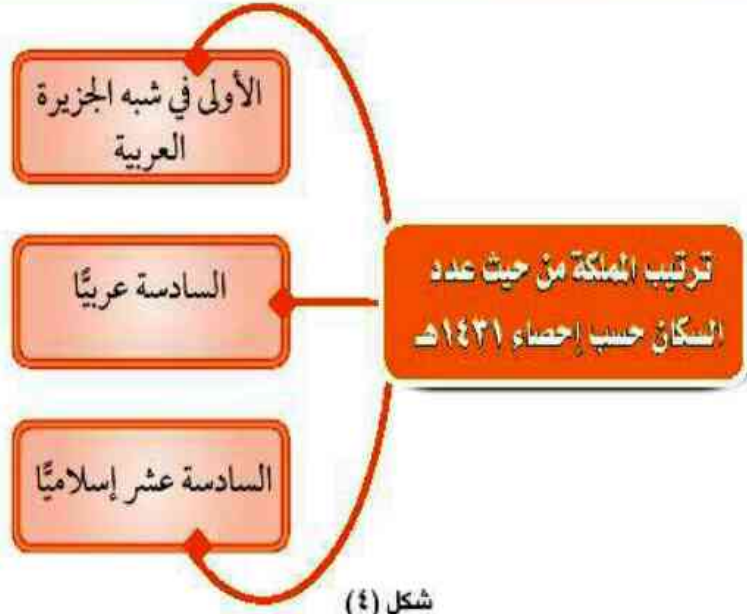 ترتيب المملكة من حيث عدد
السكان حسب إحصاء ١٤٣١هـ
الأولى في شبه الجزيرة
العربية
السادسة عربيًّا
السادسة عشر إسلاميًّا
شكل (٤)